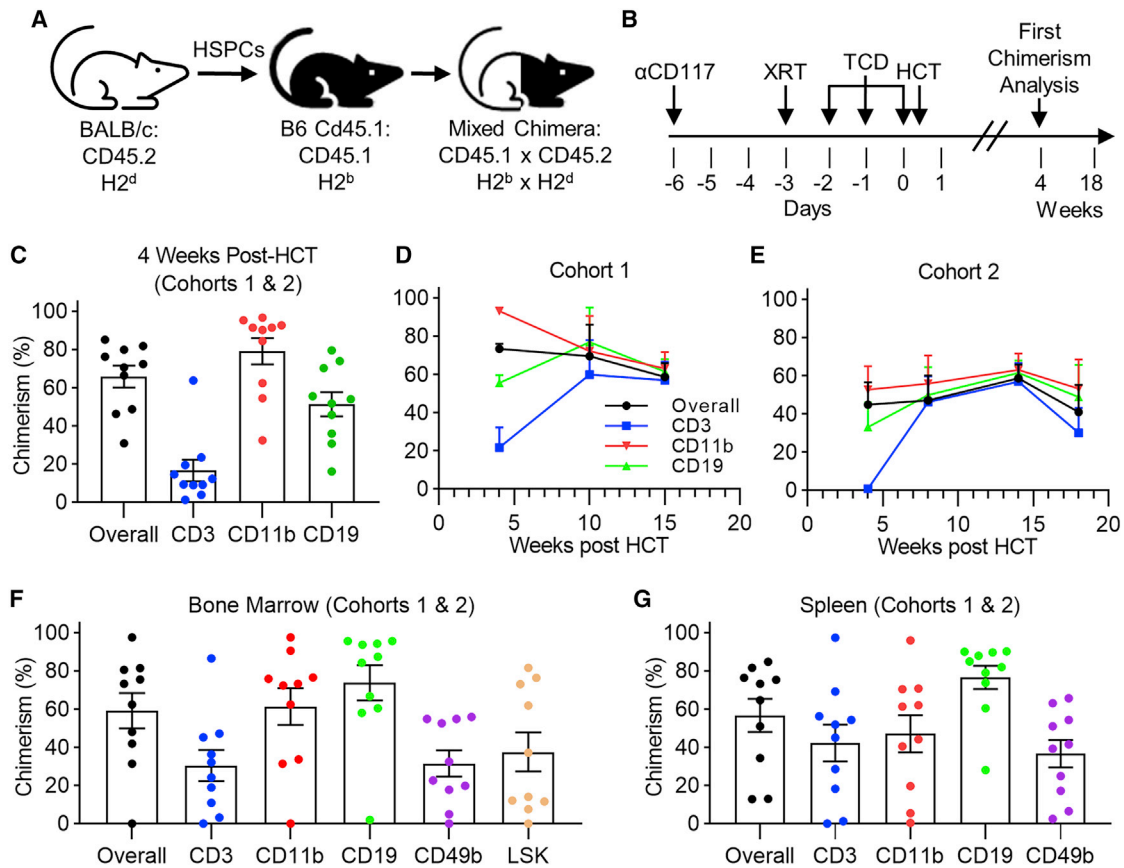 A
HSPCs
BALB/c:
CD45.2
H2ᵈ
B6 Cd45.1:
CD45.1
H2ᵇ
Mixed Chimera:
CD45.1 x CD45.2
H2ᵇ x H2ᵈ
B
αCD117
XRT
TCD
HCT
First
Chimerism
Analysis
-6 -5 -4 -3 -2 -1 0 1 4 18
Days Weeks
C
4 Weeks Post-HCT
(Cohorts 1 & 2)
Chimerism (%)
100
80
60
40
20
0
Overall CD3 CD11b CD19
D
Cohort 1
100
80
60
40
20
0
Overall
CD3
CD11b
CD19
0 5 10 15 20
Weeks post HCT
E
Cohort 2
100
80
60
40
20
0
0 5 10 15 20
Weeks post HCT
F
Bone Marrow (Cohorts 1 & 2)
Chimerism (%)
100
80
60
40
20
0
Overall CD3 CD11b CD19 CD49b LSK
G
Spleen (Cohorts 1 & 2)
Chimerism (%)
100
80
60
40
20
0
Overall CD3 CD11b CD19 CD49b